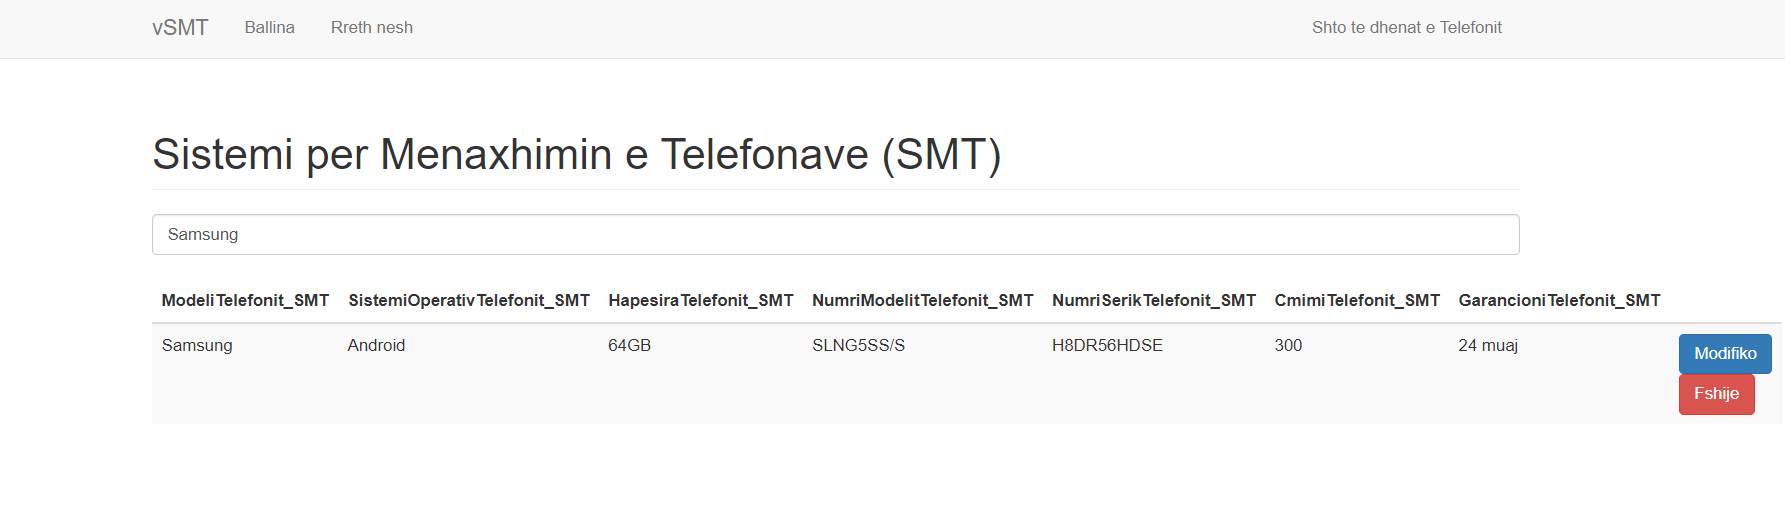 vSMT Ballina Rreth nesh Shto te dhenat e Telefonit
Sistemi per Menaxhimin e Telefonave (SMT)
Samsung
ModeliTelefonit_SMT SistemiOperativTelefonit_SMT HapesiraTelefonit_SMT NumriModelitTelefonit_SMT NumriSerikTelefonit_SMT CmimiTelefonit_SMT GarancioniTelefonit_SMT
Samsung Android 64GB SLNG5SS/S H8DR56HDSE 300 24 muaj Modifiko
Fshije